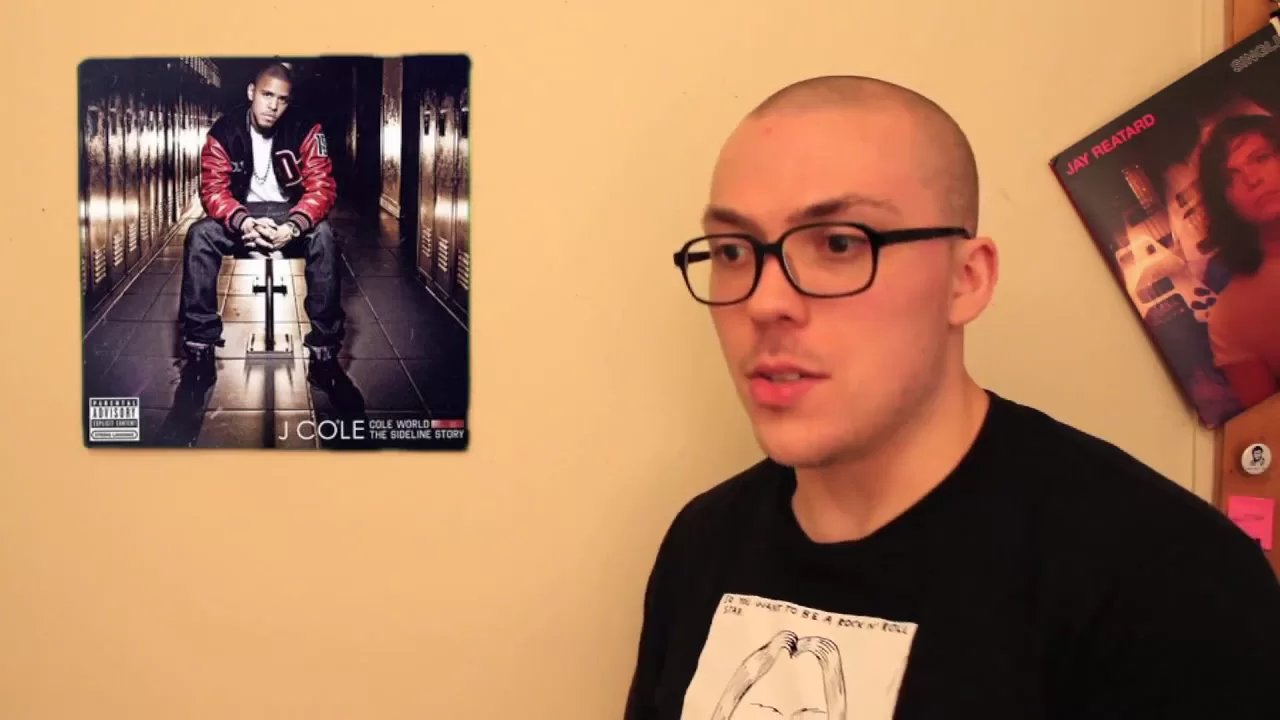 PARENTAL
ADVISORY
EXPLICIT CONTENT
J COLE
COLE WORLD
THE SIDELINE STORY
JAY REATARD
DO YOU WANT TO BE A ROCK N' ROLL
STAR